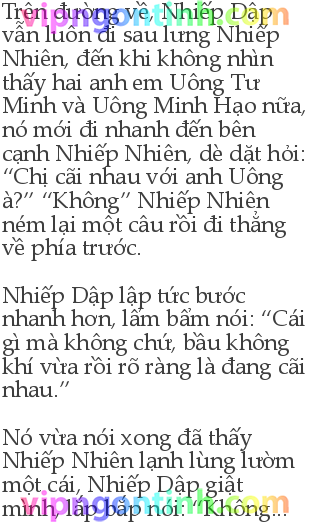 Trên đường về, Nhiếp Dập
vẫn luôn đi sau lưng Nhiếp
Nhiên, đến khi không nhìn
thấy hai anh em Uông Tư
Minh và Uông Minh Hạo nữa,
nó mới đi nhanh đến bên
cạnh Nhiếp Nhiên, dè dặt hỏi:
“Chị cãi nhau với anh Uông
à?” “Không” Nhiếp Nhiên
ném lại một câu rồi đi thẳng
về phía trước.
Nhiếp Dập lập tức bước
nhanh hơn, lẩm bẩm nói: “Cái
gì mà không chứ, bầu không
khí vừa rồi rõ ràng là đang cãi
nhau.”
Nó vừa nói xong đã thấy
Nhiếp Nhiên lạnh lùng lườm
một cái, Nhiếp Dập giật
mình, lắp bắp nói: “Không...
vipngontinh.com
vipngontinh.com